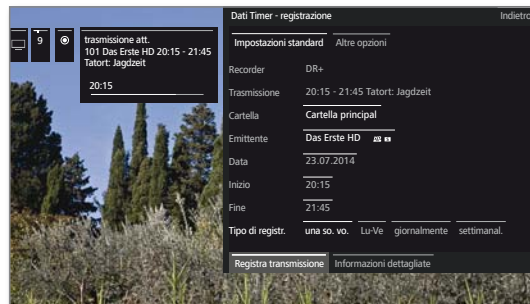 Dati Timer - registrazione
Indietro
9
trasmissione att.
101 Das Erste HD 20:15 - 21:45
Tatort: Jagdzeit
20:15
Impostazioni standard Altre opzioni
Recorder DR+
Trasmissione 20:15 - 21:45 Tatort: Jagdzeit
Cartella Cartella principal
Emittente Das Erste HD
Data 23.07.2014
Inizio 20:15
Fine 21:45
Tipo di registr. una so. vo. Lu-Ve giornalmente settimanal.
Registra transmissione Informazioni dettagliate